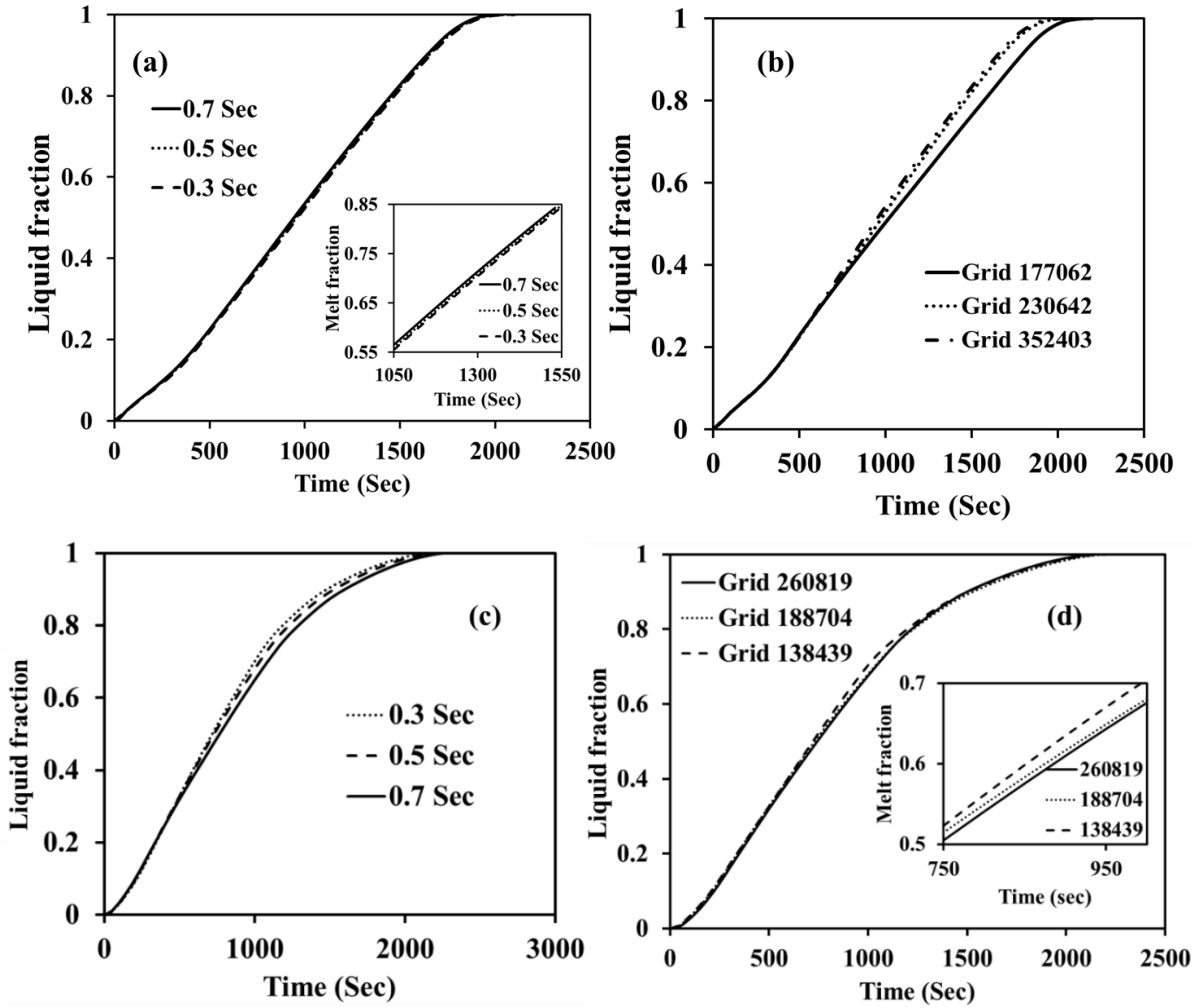 (a)
Liquid fraction
1
0.8
0.6
0.4
0.2
0
0.7 Sec
0.5 Sec
0.3 Sec
Melt fraction
0.85
0.75
0.65
0.55
0.7 Sec
0.5 Sec
0.3 Sec
1050 1300 1550
Time (Sec)
0 500 1000 1500 2000 2500
Time (Sec)
(b)
Liquid fraction
1
0.8
0.6
0.4
0.2
0
Grid 177062
Grid 230642
Grid 352403
0 500 1000 1500 2000 2500
Time (Sec)
(c)
Liquid fraction
1
0.8
0.6
0.4
0.2
0
0.3 Sec
0.5 Sec
0.7 Sec
0 1000 2000 3000
Time (Sec)
(d)
Liquid fraction
1
0.8
0.6
0.4
0.2
0
Grid 260819
Grid 188704
Grid 138439
Melt fraction
0.7
0.6
0.5
260819
188704
138439
750 950
Time (sec)
0 500 1000 1500 2000 2500
Time (Sec)